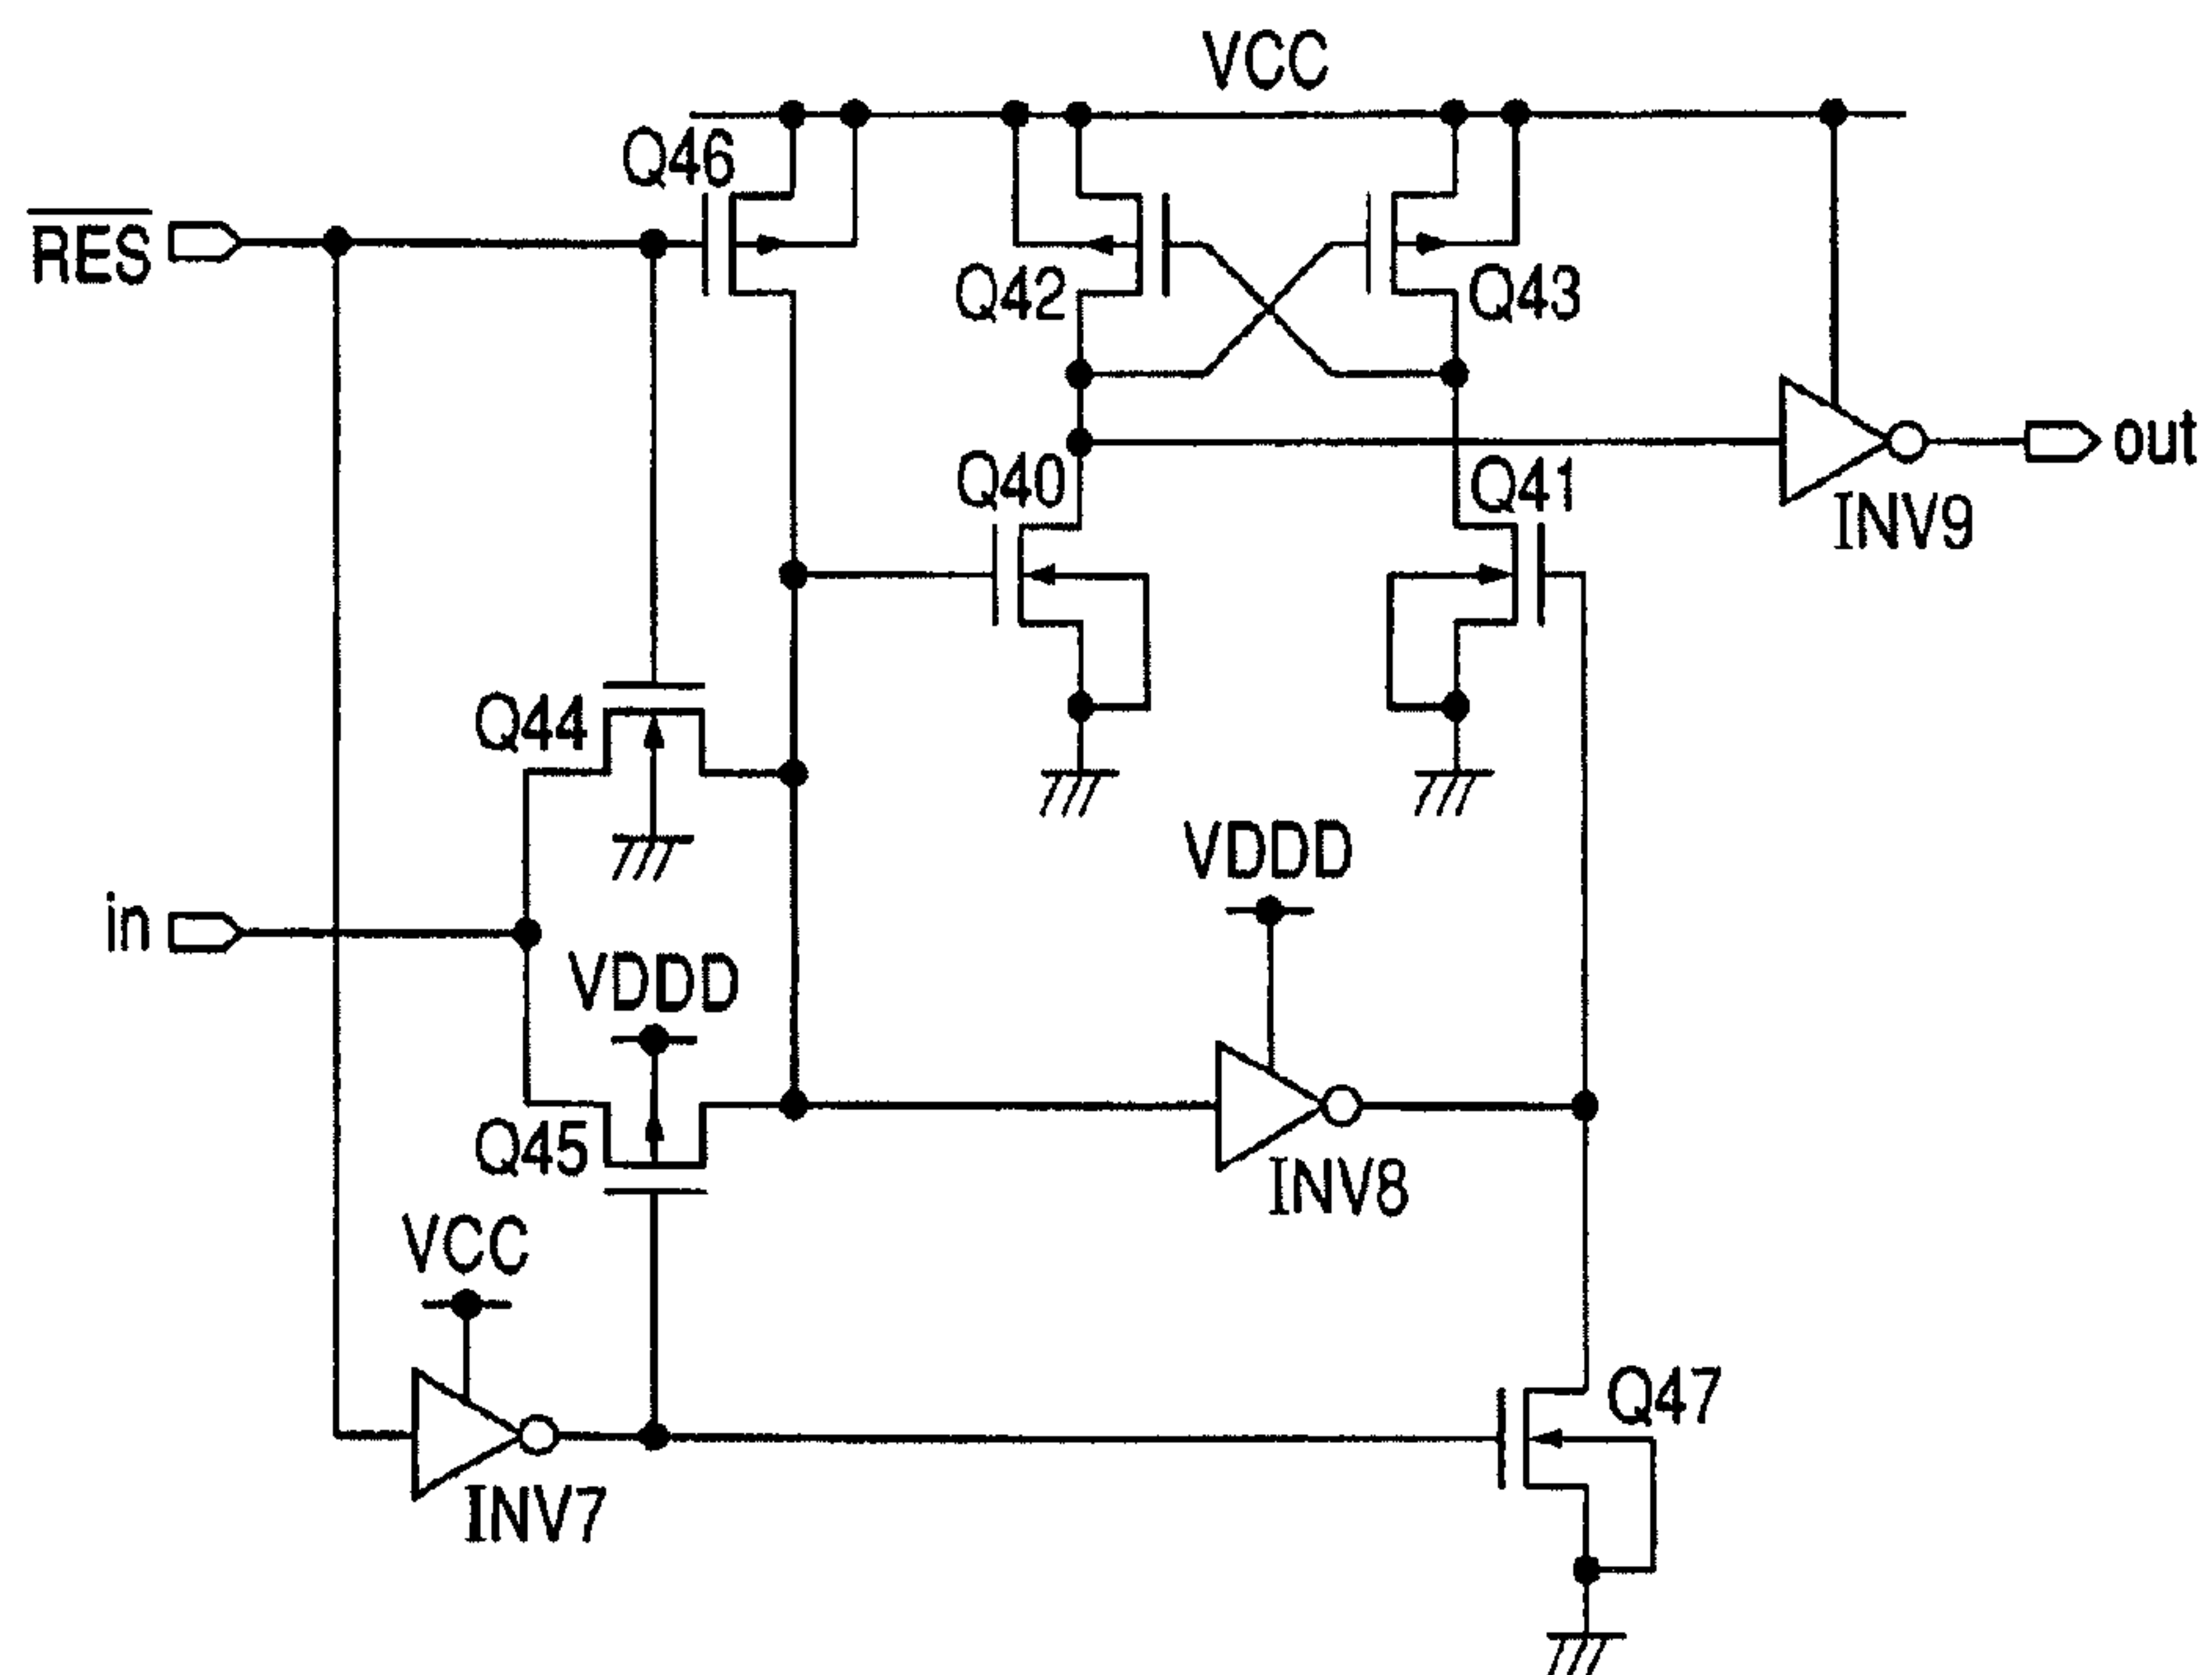 VCC
Q46
RES
Q42
Q43
out
Q40
Q41
INV9
Q44
VDDD
in
VDDD
Q45
INV8
VCC
Q47
INV7